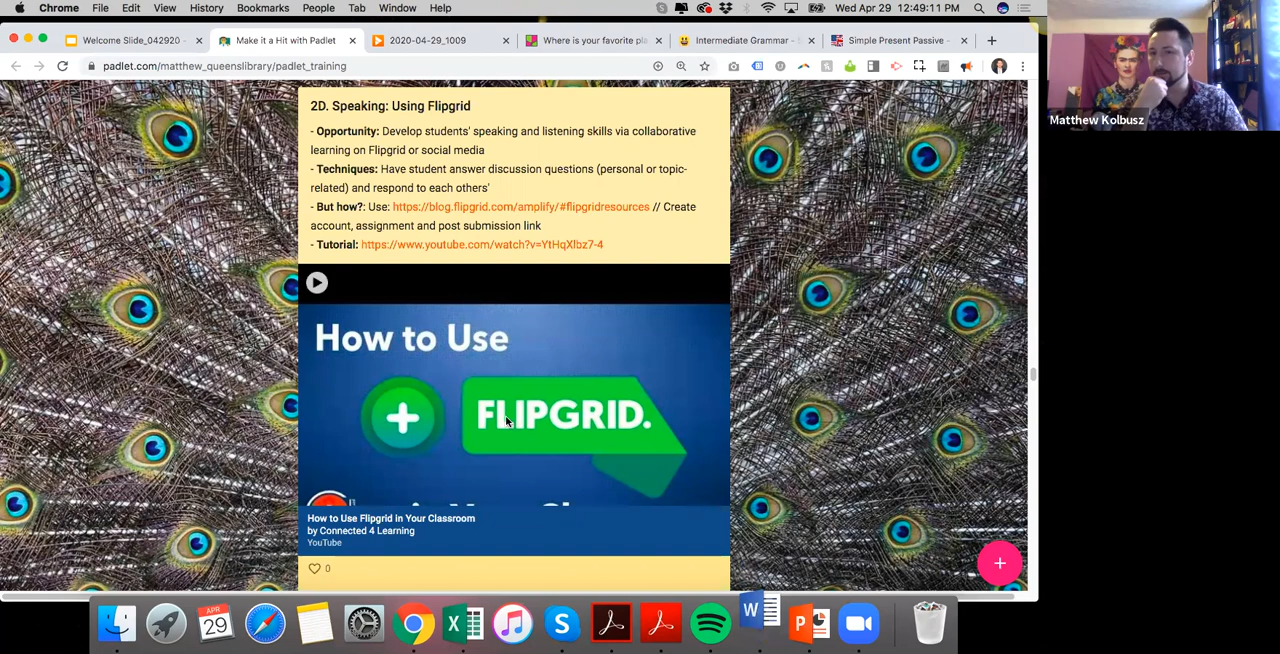 Chrome File Edit View History Bookmarks People Tab Window Help Wed Apr 29 12:49:11 PM
Welcome Slide_042920 - Make it a Hit with Padlet 2020-04-29_1009 Where is your favorite pla Intermediate Grammar - Simple Present Passive -
padlet.com/matthew_queenslibrary/padlet_training
Matthew Kolbusz
2D. Speaking: Using Flipgrid
- Opportunity: Develop students' speaking and listening skills via collaborative
learning on Flipgrid or social media
- Techniques: Have student answer discussion questions (personal or topic-
related) and respond to each others'
- But how?: Use: https://blog.flipgrid.com/amplify/#flipgridresources // Create
account, assignment and post submission link
- Tutorial: https://www.youtube.com/watch?v=YtHqXlbz7-4
How to Use
FLIPGRID.
How to Use Flipgrid in Your Classroom
by Connected 4 Learning
YouTube
0
APR
29